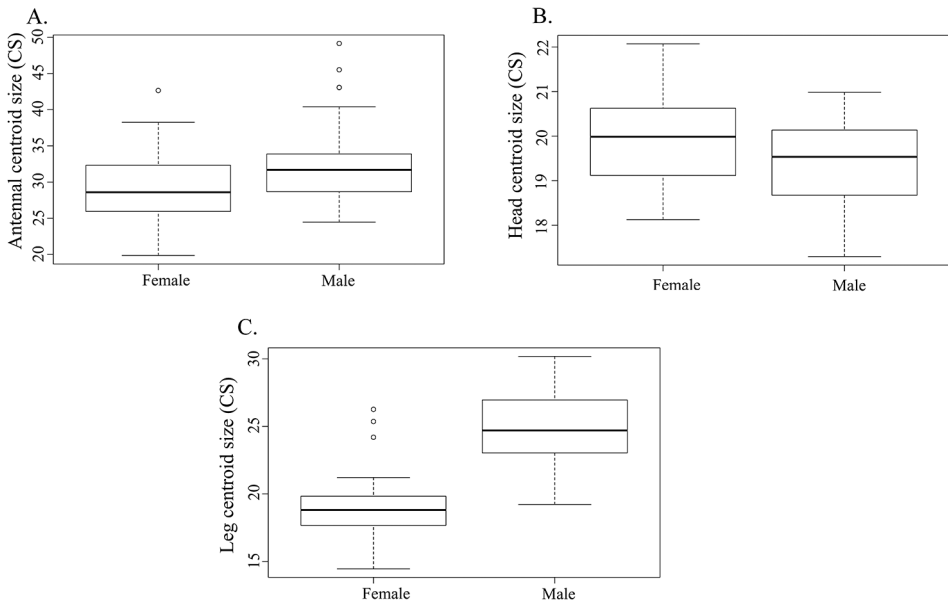 A.
Antennal centroid size (CS)
50
45
40
35
30
25
20
Female
Male
B.
Head centroid size (CS)
22
21
20
19
18
Female
Male
C.
Leg centroid size (CS)
30
25
20
15
Female
Male